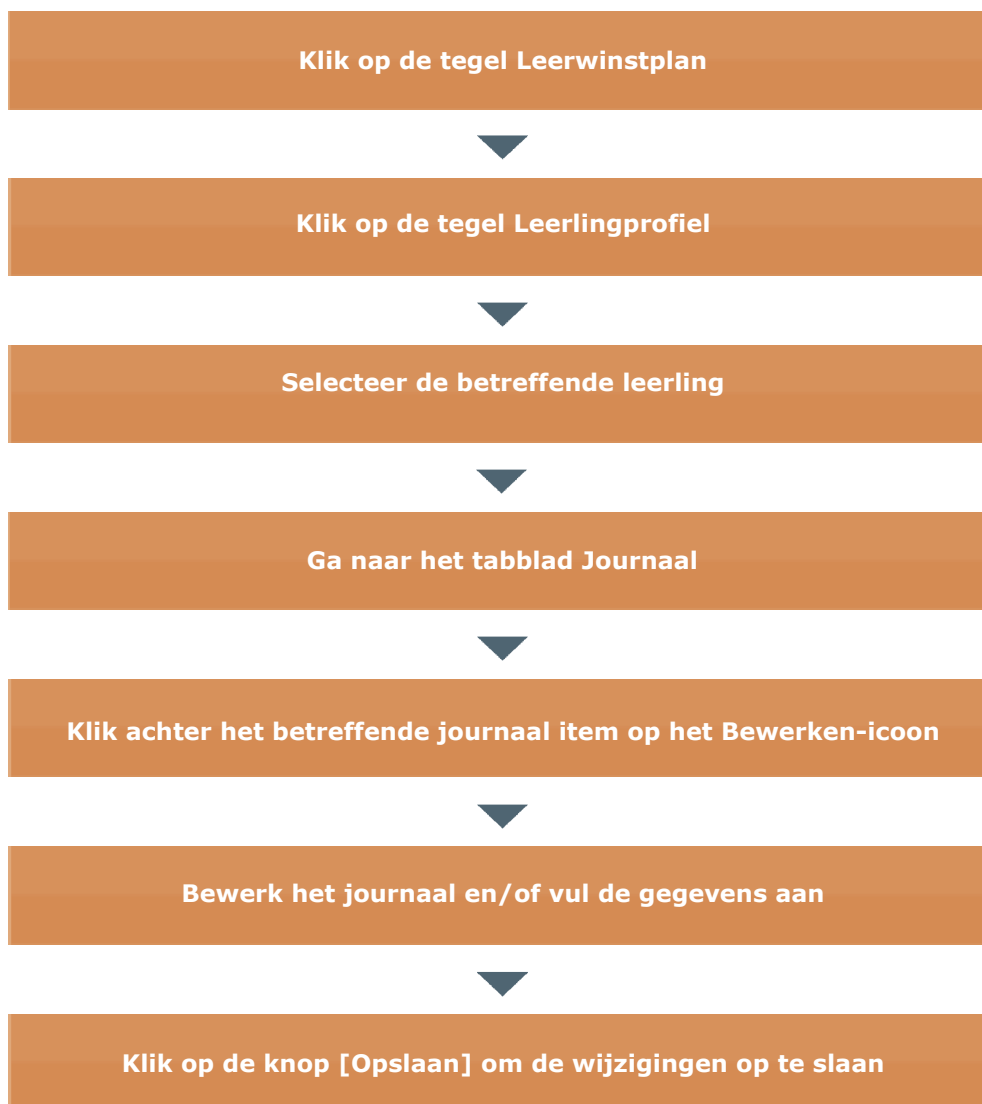 Klik op de tegel Leerwinstplan
Klik op de tegel Leerlingprofiel
Selecteer de betreffende leerling
Ga naar het tabblad Journaal
Klik achter het betreffende journaal item op het Bewerken-icoon
Bewerk het journaal en/of vul de gegevens aan
Klik op de knop [Opslaan] om de wijzigingen op te slaan